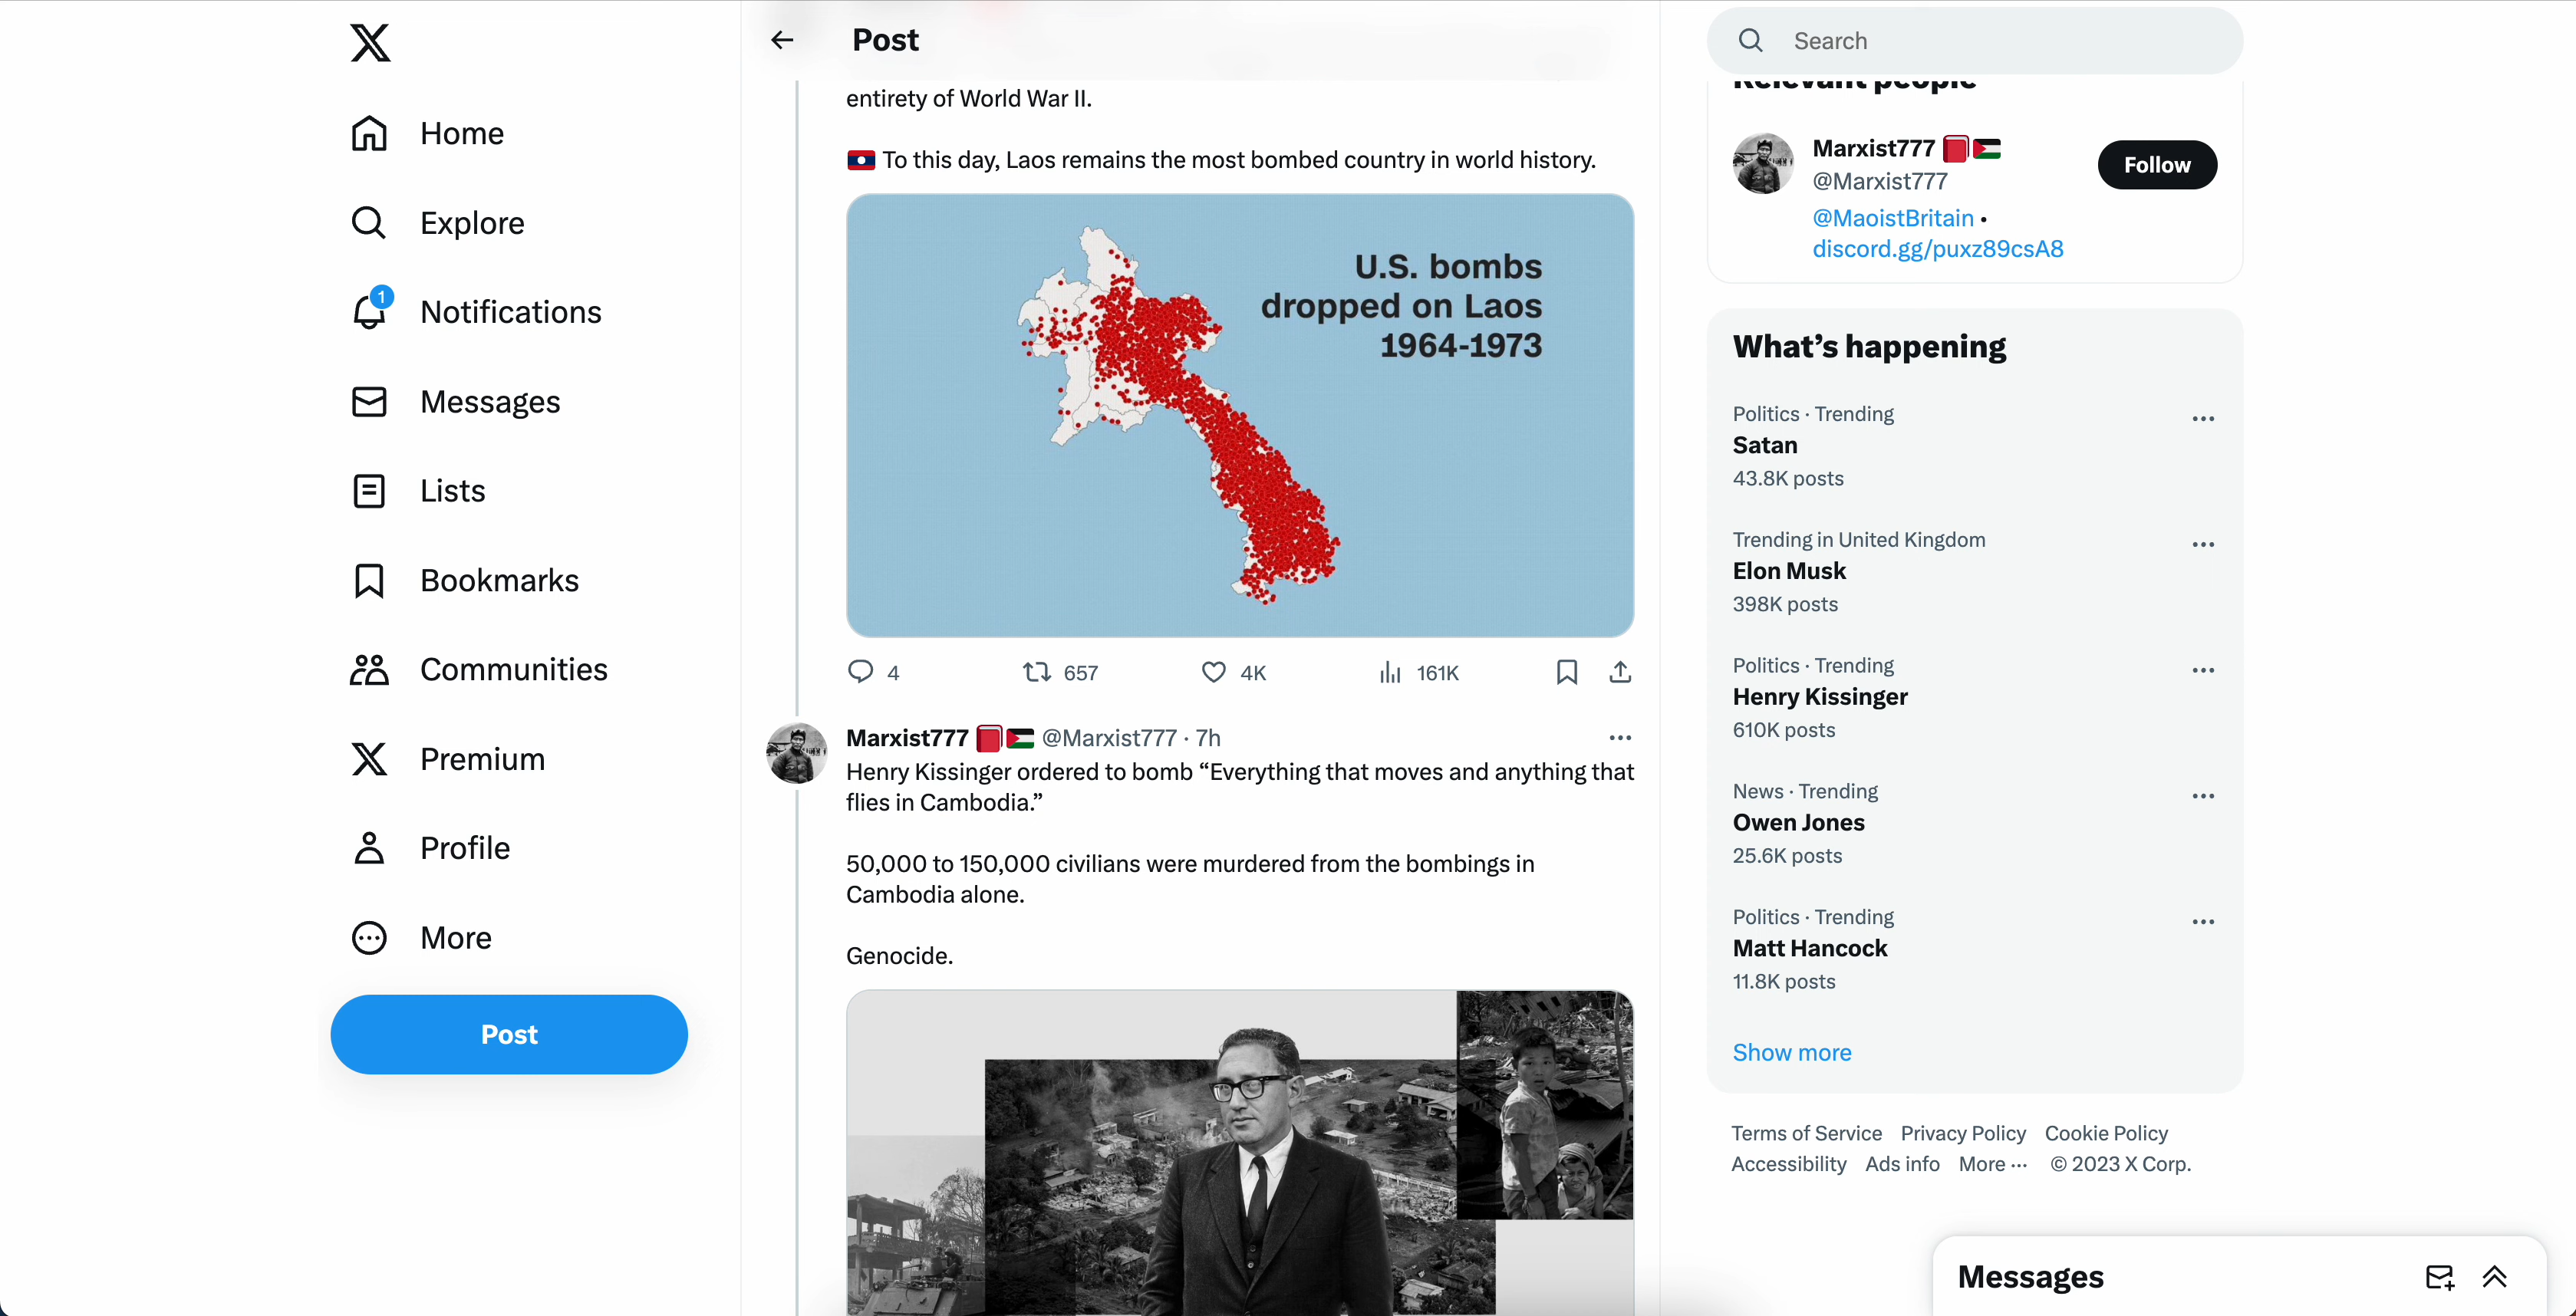 Home
Explore
1
Notifications
Messages
Lists
Bookmarks
Communities
Premium
Profile
More
Post
Post
entirety of World War II.
To this day, Laos remains the most bombed country in world history.
U.S. bombs
dropped on Laos
1964-1973
4 657 4K 161K
Marxist777 @Marxist777 · 7h
Henry Kissinger ordered to bomb “Everything that moves and anything that
flies in Cambodia.”
50,000 to 150,000 civilians were murdered from the bombings in
Cambodia alone.
Genocide.
Search
Relevant people
Marxist777
@Marxist777
Follow
@MaoistBritain •
discord.gg/puxz89csA8
What’s happening
Politics · Trending
Satan
43.8K posts
Trending in United Kingdom
Elon Musk
398K posts
Politics · Trending
Henry Kissinger
610K posts
News · Trending
Owen Jones
25.6K posts
Politics · Trending
Matt Hancock
11.8K posts
Show more
Terms of Service Privacy Policy Cookie Policy
Accessibility Ads info More ··· © 2023 X Corp.
Messages